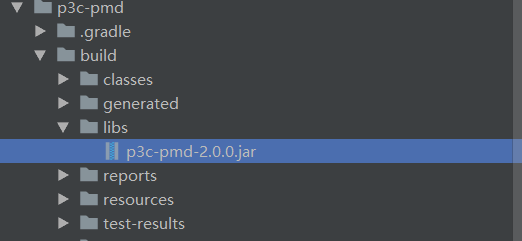 p3c-pmd
.gradle
build
classes
generated
libs
p3c-pmd-2.0.0.jar
reports
resources
test-results